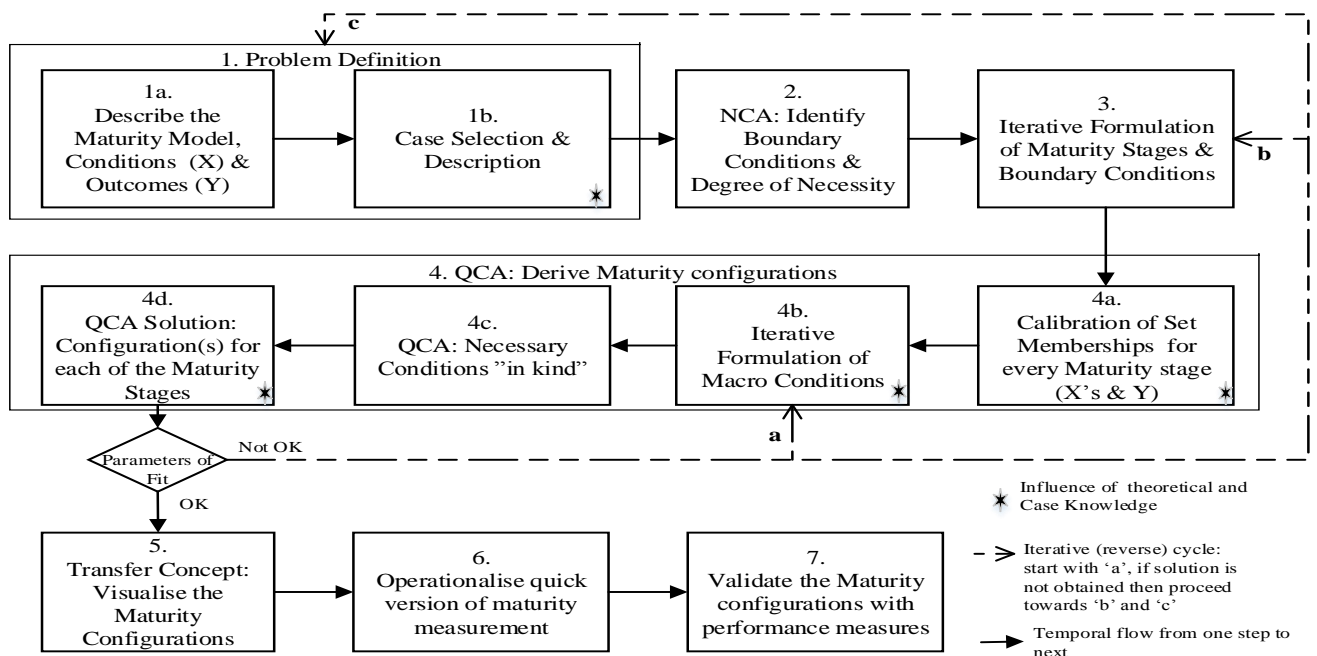 c
1. Problem Definition
1a.
Describe the
Maturity Model,
Conditions (X) &
Outcomes (Y)
1b.
Case Selection &
Description
2.
NCA: Identify
Boundary
Conditions &
Degree of Necessity
3.
Iterative Formulation
of Maturity Stages &
Boundary Conditions
b
4. QCA: Derive Maturity configurations
4d.
QCA Solution:
Configuration(s) for
each of the Maturity
Stages
4c.
QCA: Necessary
Conditions ”in kind”
4b.
Iterative
Formulation of
Macro Conditions
4a.
Calibration of Set
Memberships for
every Maturity stage
(X's & Y)
a
Parameters of
Fit
Not OK
OK
5.
Transfer Concept:
Visualise the
Maturity
Configurations
6.
Operationalise quick
version of maturity
measurement
7.
Validate the Maturity
configurations with
performance measures
Influence of theoretical and
Case Knowledge
Iterative (reverse) cycle:
start with ‘a’, if solution is
not obtained then proceed
towards ‘b’ and ‘c’
Temporal flow from one step to
next